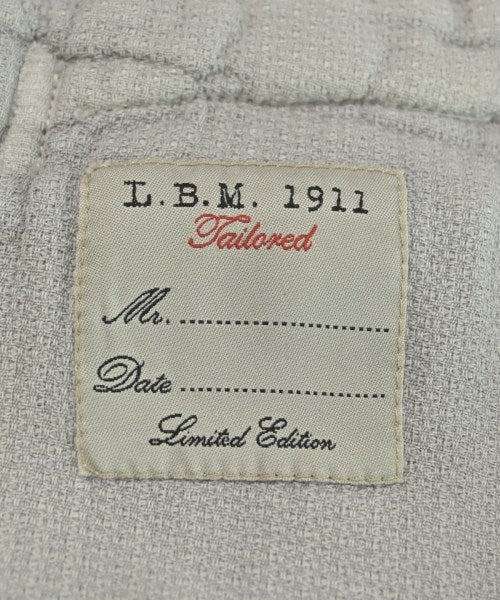 L.B.M. 1911
Tailored
Mr. ..............................
Date ..............................
Limited Edition